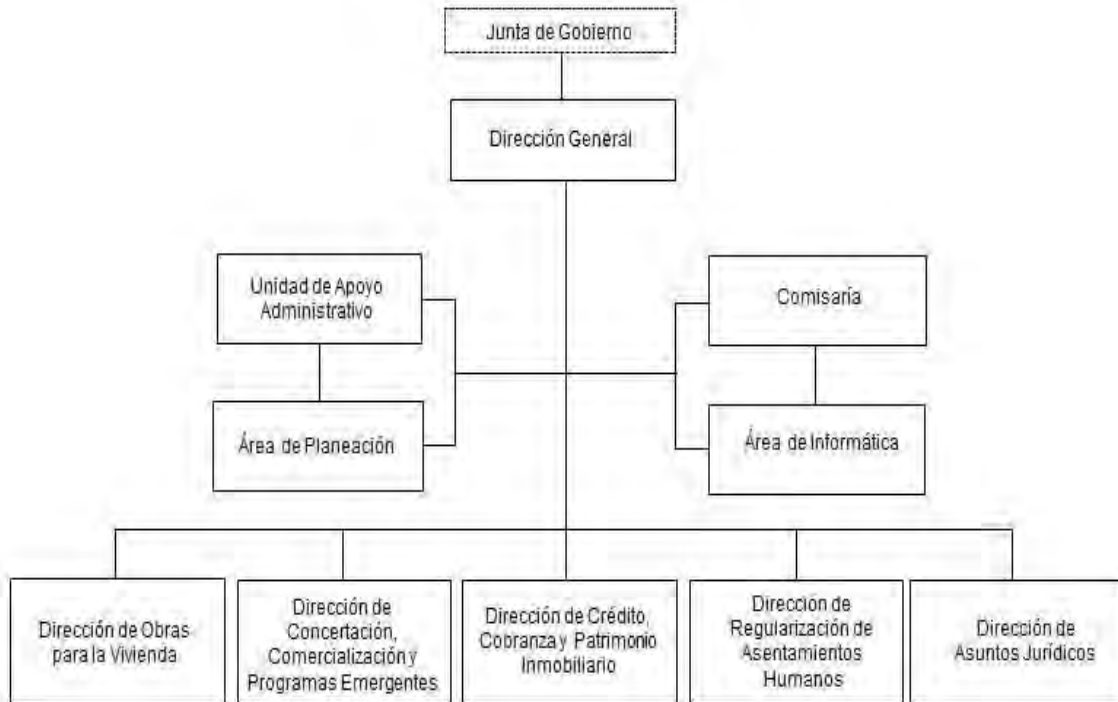 Junta de Gobierno
Dirección General
Unidad de Apoyo
Administrativo
Comisaría
Área de Planeación
Área de Informática
Dirección de Obras
para la Vivienda
Dirección de
Concertación,
Comercialización y
Programas Emergentes
Dirección de Crédito,
Cobranza y Patrimonio
Inmobiliario
Dirección de
Regularización de
Asentamientos
Humanos
Dirección de
Asuntos Jurídicos